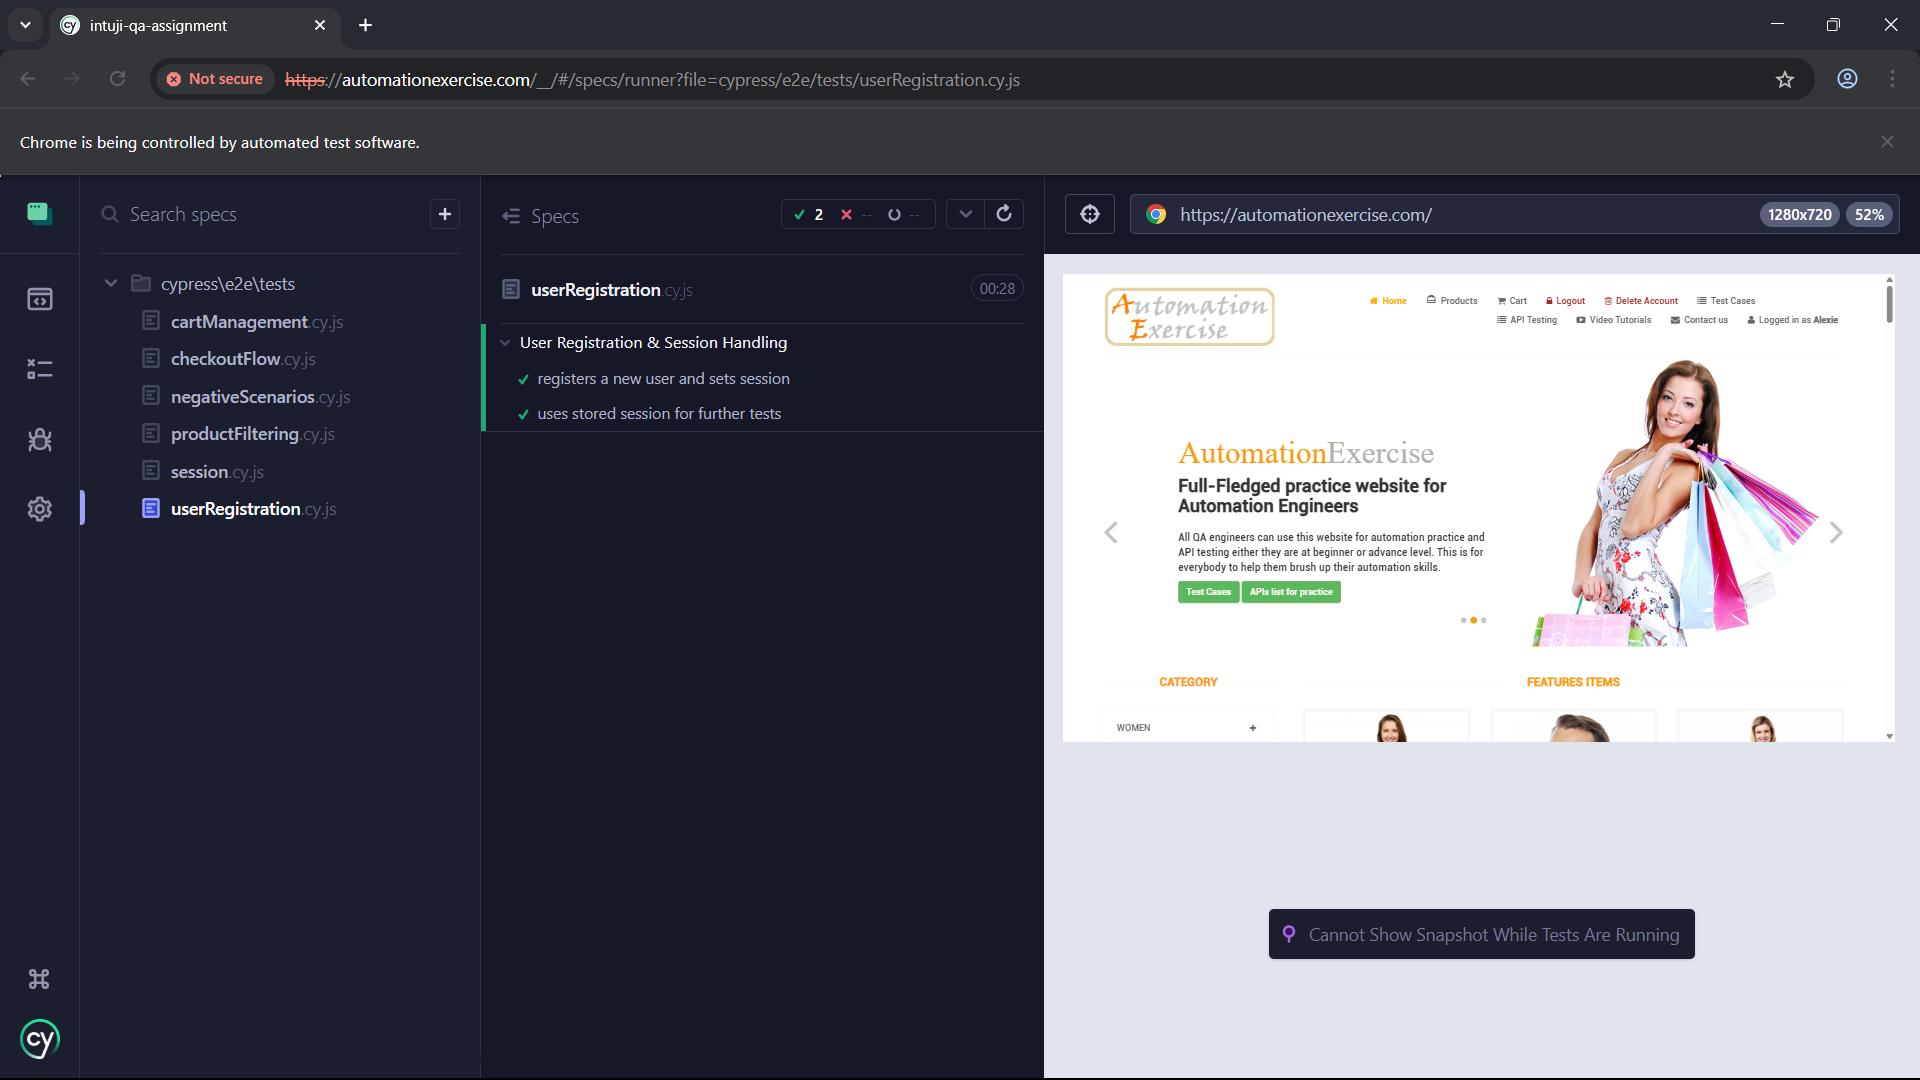 intuji-qa-assignment
Not secure
https://automationexercise.com/__/#/specs/runner?file=cypress/e2e/tests/userRegistration.cy.js
Chrome is being controlled by automated test software.
Search specs
+
cypress\e2e\tests
cartManagement.cy.js
checkoutFlow.cy.js
negativeScenarios.cy.js
productFiltering.cy.js
session.cy.js
userRegistration.cy.js
cy
Specs
2 -- --
userRegistration.cy.js
00:28
User Registration & Session Handling
registers a new user and sets session
uses stored session for further tests
https://automationexercise.com/
1280x720
52%
Automation
Exercise
Home Products Cart Logout Delete Account Test Cases
API Testing Video Tutorials Contact us Logged in as Alexie
AutomationExercise
Full-Fledged practice website for
Automation Engineers
All QA engineers can use this website for automation practice and
API testing either they are at beginner or advance level. This is for
everybody to help them brush up their automation skills.
Test Cases APIs list for practice
CATEGORY
FEATURES ITEMS
WOMEN +
Cannot Show Snapshot While Tests Are Running